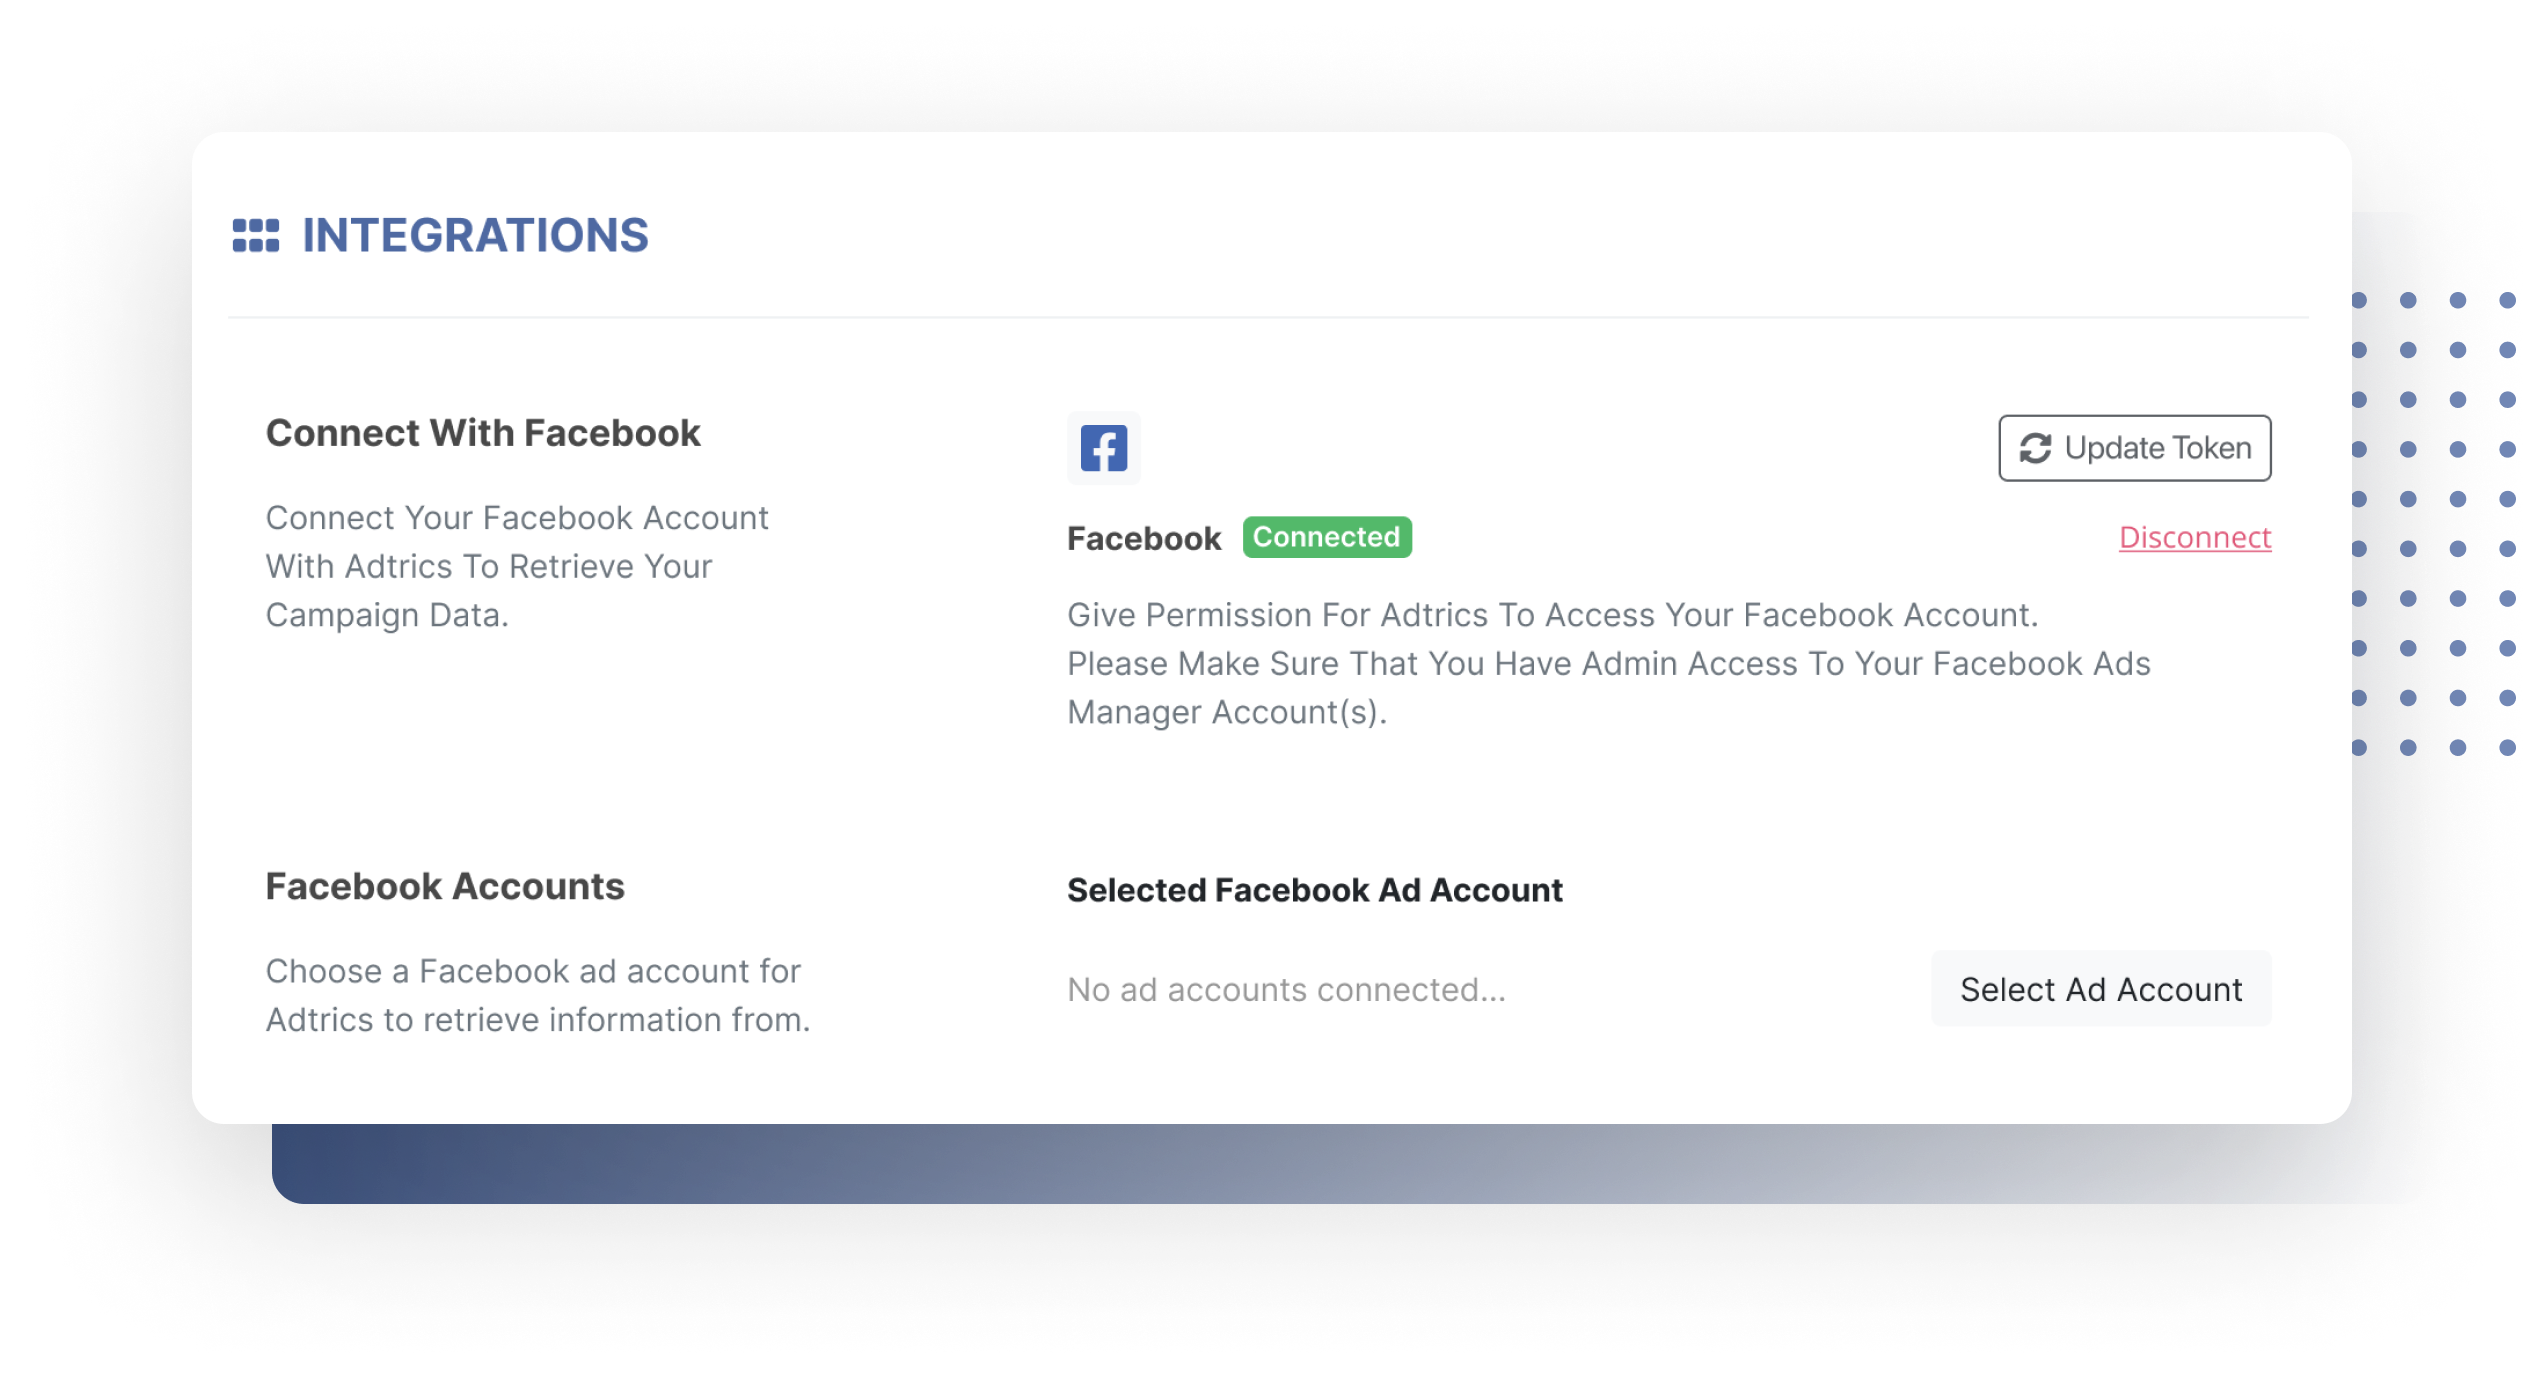 INTEGRATIONS
Connect With Facebook
Connect Your Facebook Account
With Adtrics To Retrieve Your
Campaign Data.
Update Token
Facebook Connected
Disconnect
Give Permission For Adtrics To Access Your Facebook Account.
Please Make Sure That You Have Admin Access To Your Facebook Ads
Manager Account(s).
Facebook Accounts
Choose a Facebook ad account for
Adtrics to retrieve information from.
Selected Facebook Ad Account
No ad accounts connected...
Select Ad Account